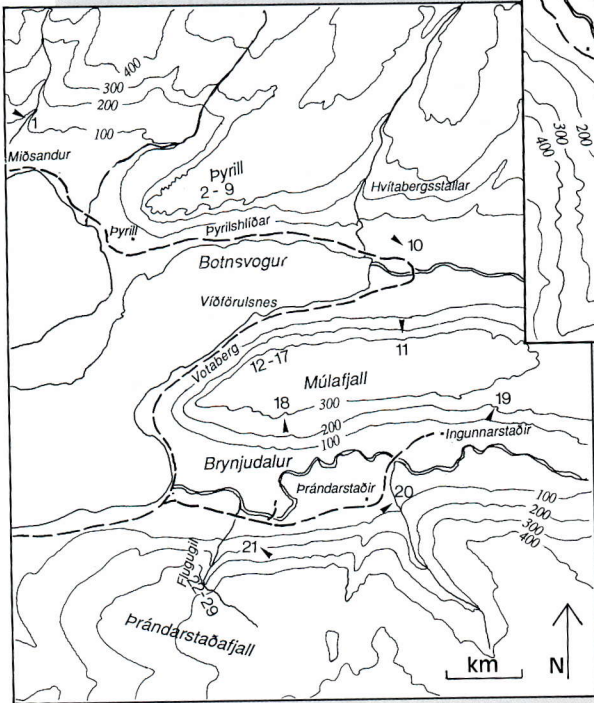 400
300
200
100
1
Miðsandur
Þyrill
2 - 9
Hvítabergsstallar
Þyrill
Þyrilshlíðar
10
Botnsvogur
Víðförulsnes
Votaberg
12 - 17
11
Múlafjall
18
300
19
200
100
Ingunnarstaðir
Brynjudalur
Þrándarstaðir
20
100
200
300
400
21
Flugugil
Þrándarstaðafjall
km
N
200
300
400